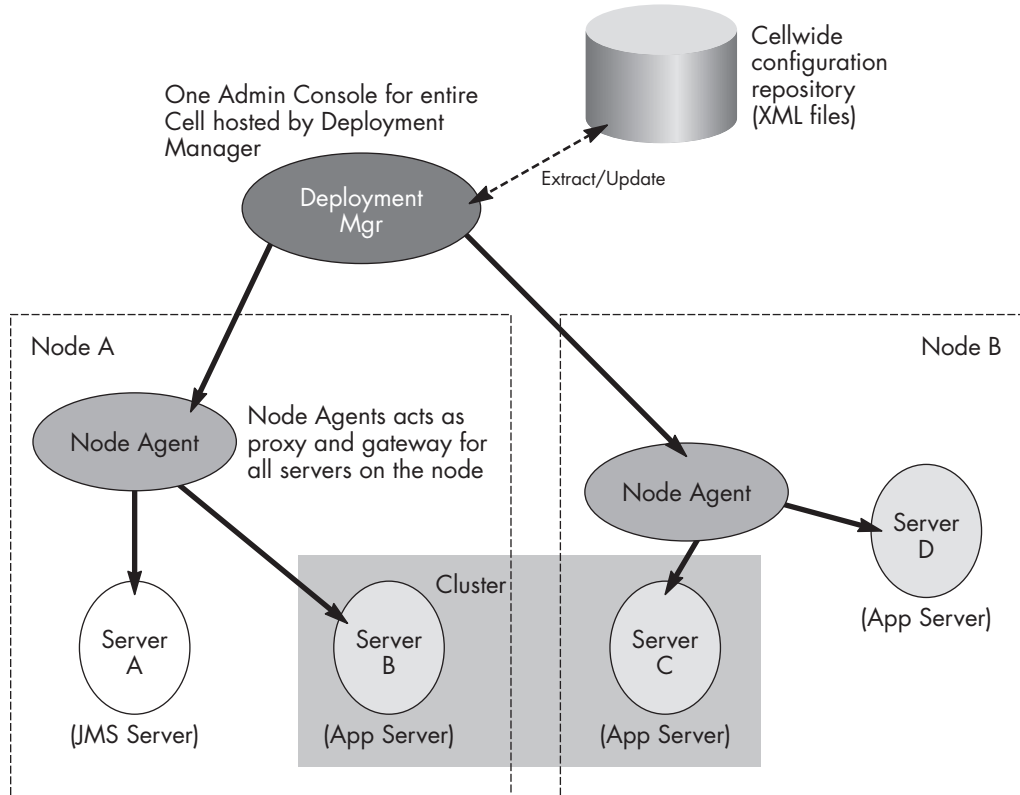 Cellwide
configuration
repository
(XML files)
One Admin Console for entire
Cell hosted by Deployment
Manager
Extract/Update
Deployment
Mgr
Node A
Node B
Node Agent
Node Agents acts as
proxy and gateway for
all servers on the node
Node Agent
Server
D
(App Server)
Cluster
Server
A
(JMS Server)
Server
B
(App Server)
Server
C
(App Server)